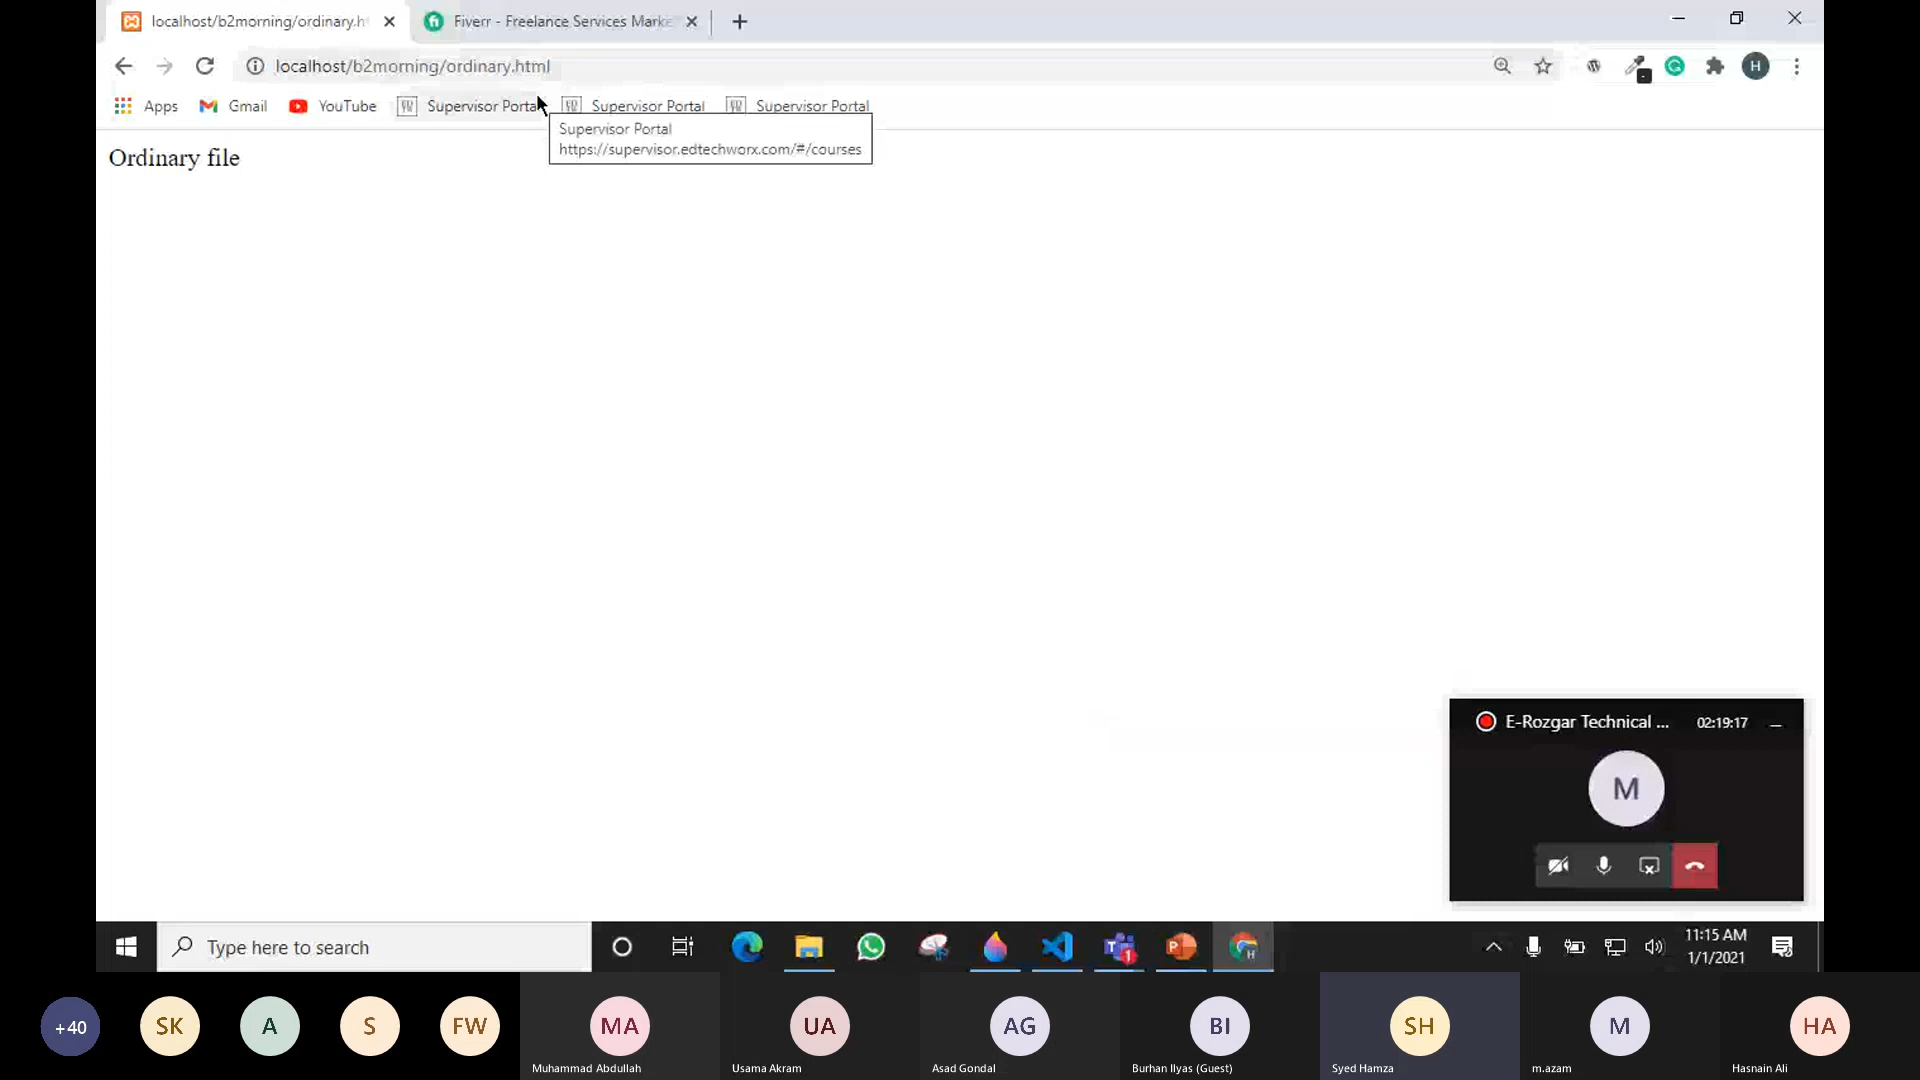 localhost/b2morning/ordinary.h
Fiverr - Freelance Services Marke
localhost/b2morning/ordinary.html
H
Apps
Gmail
YouTube
Supervisor Porta
Supervisor Portal
Supervisor Portal
Supervisor Portal
https://supervisor.edtechworx.com/#/courses
Ordinary file
E-Rozgar Technical ...
02:19:17
M
Type here to search
11:15 AM
1/1/2021
+40
SK
A
S
FW
MA
UA
AG
BI
SH
M
HA
Muhammad Abdullah
Usama Akram
Asad Gondal
Burhan Ilyas (Guest)
Syed Hamza
m.azam
Hasnain Ali